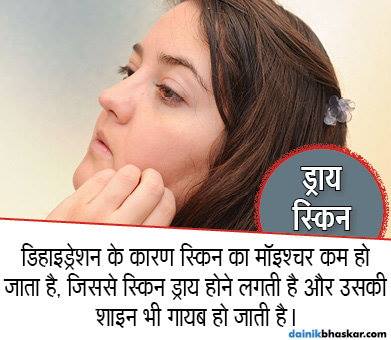 ड्राय
स्किन
डिहाइड्रेशन के कारण स्किन का मॉइश्चर कम हो
जाता है, जिससे स्किन ड्राय होने लगती है और उसकी
शाइन भी गायब हो जाती है।
dainikbhaskar.com